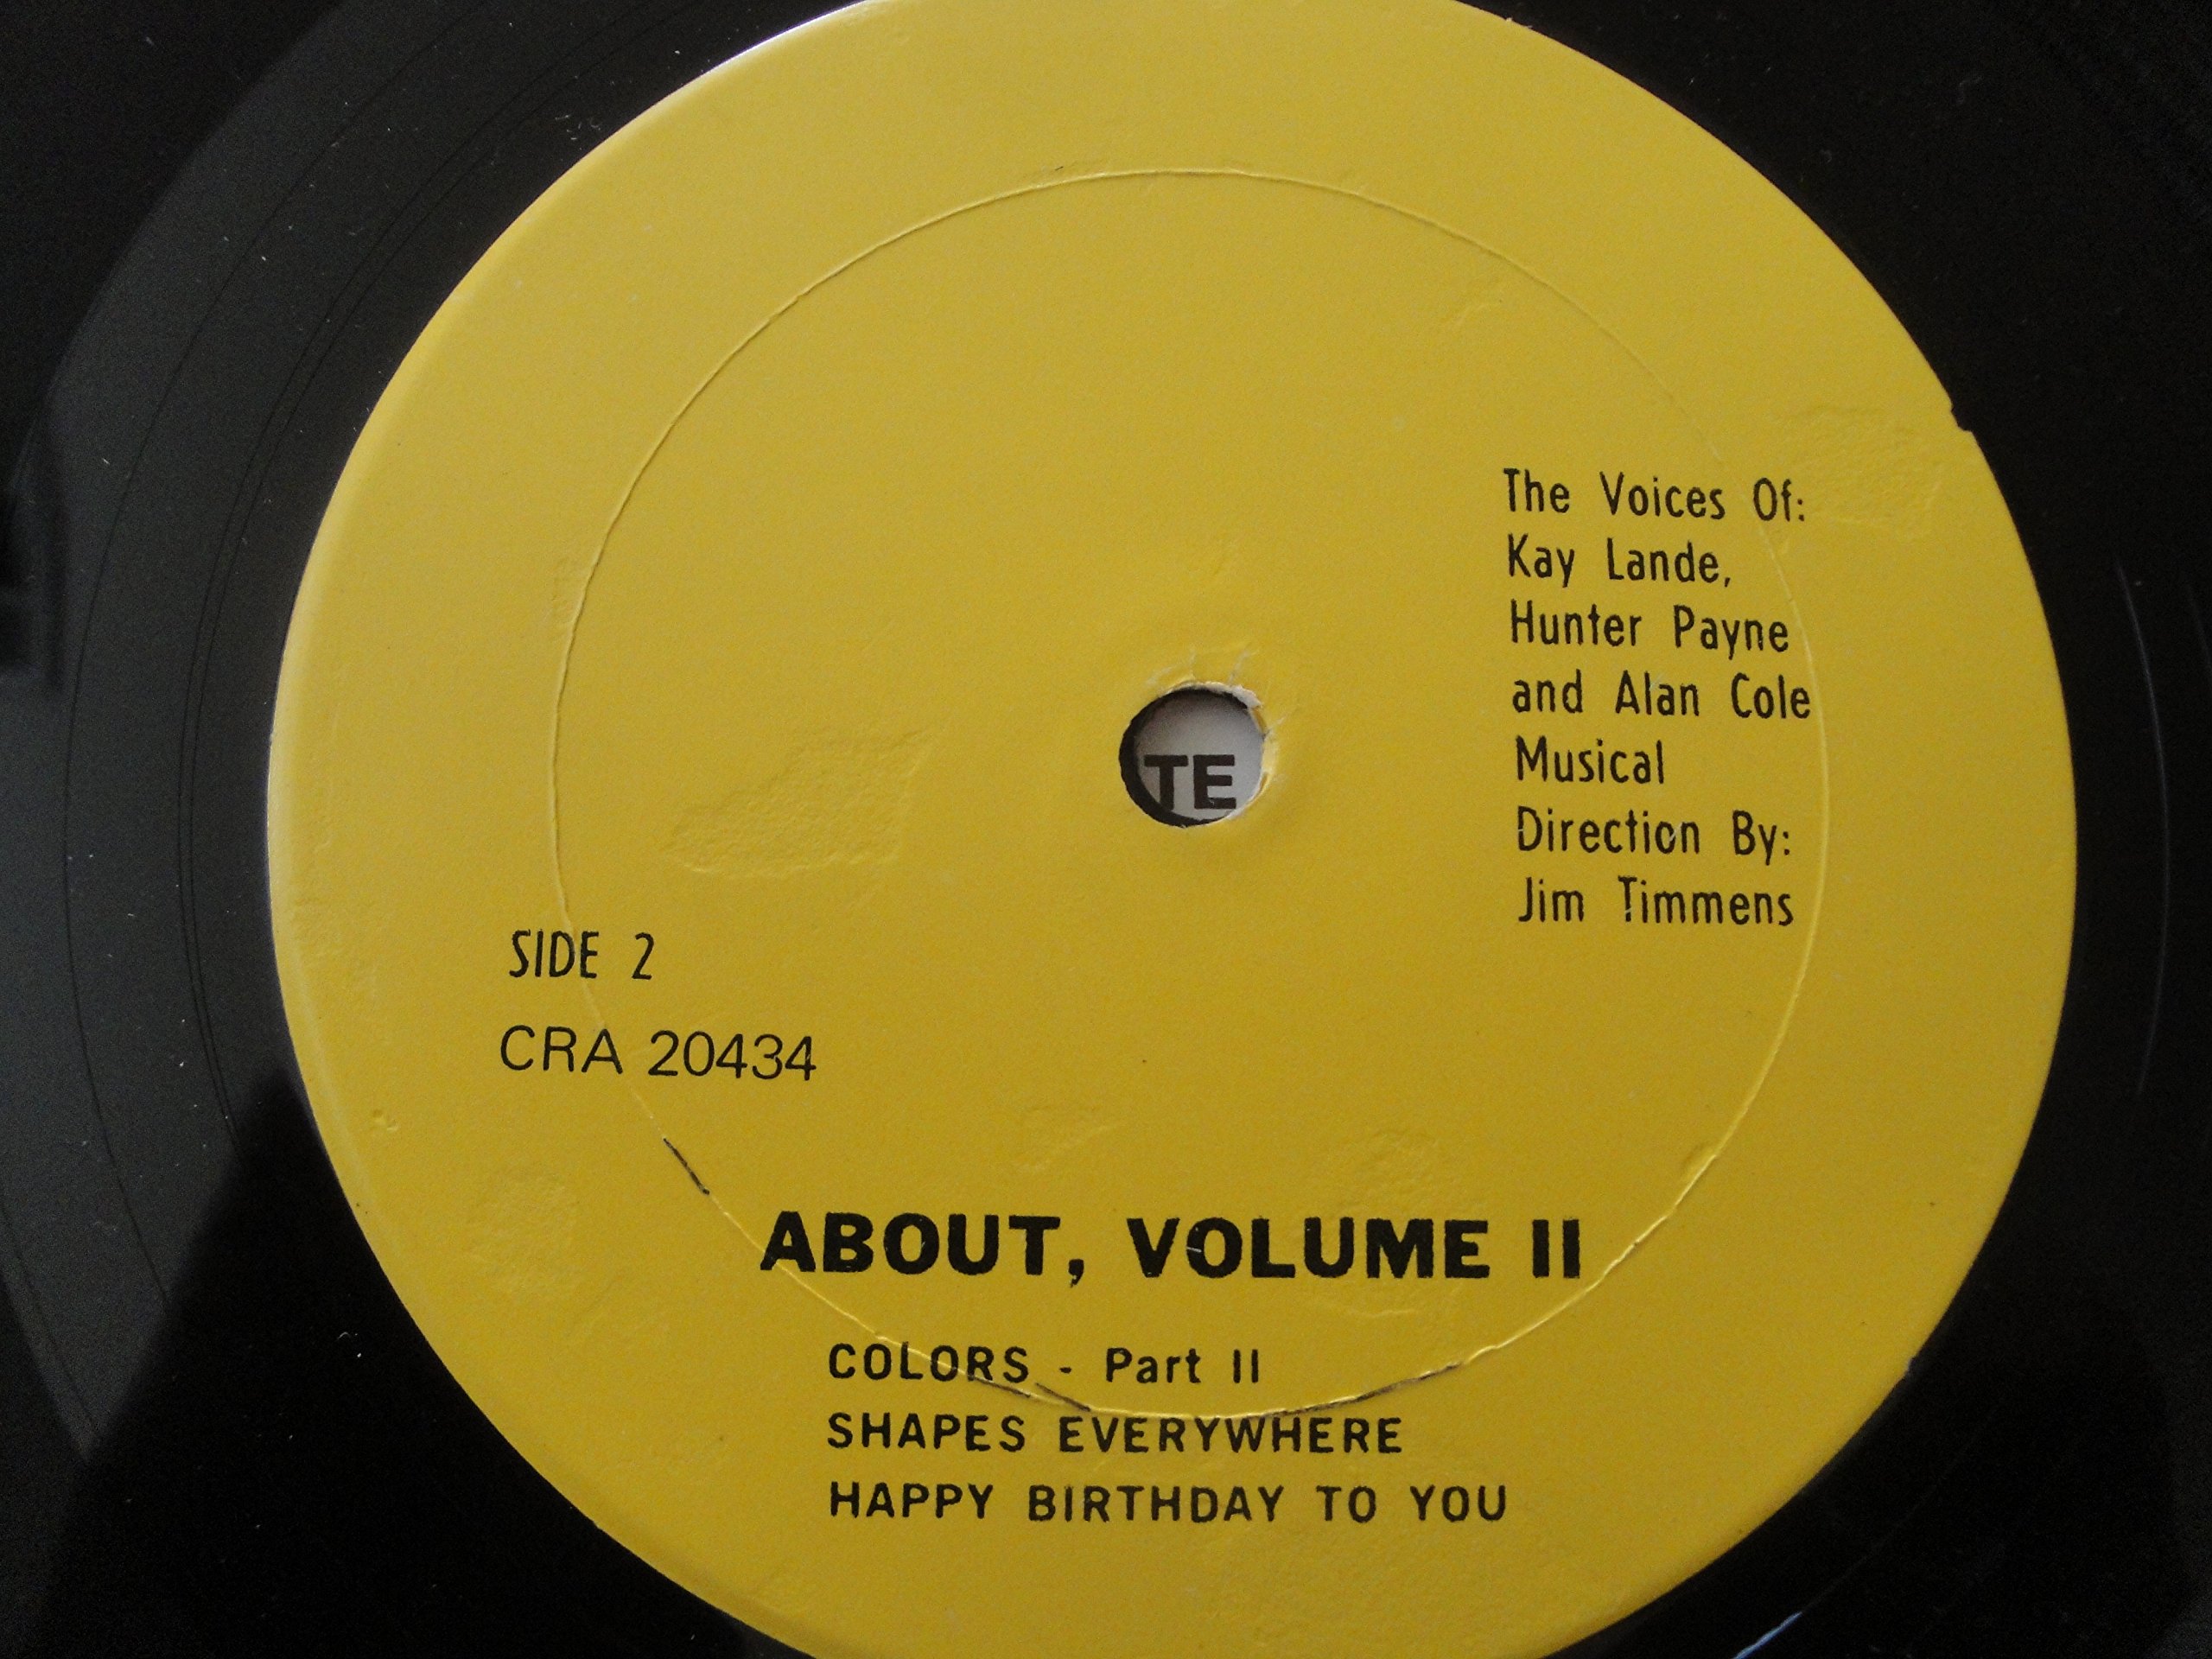 The Voices Of:
Kay Lande,
Hunter Payne
and Alan Cole
Musical
Direction By:
Jim Timmens
TE
SIDE 2
CRA 20434
ABOUT, VOLUME II
COLORS - Part II
SHAPES EVERYWHERE
HAPPY BIRTHDAY TO YOU